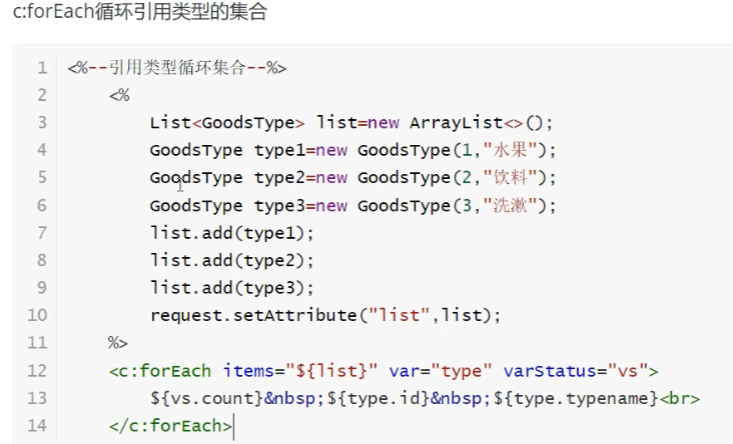 c:forEach循环引用类型的集合
1 <%--引用类型循环集合--%>
2 <%
3 List<GoodsType> list=new ArrayList<>();
4 GoodsType type1=new GoodsType(1,"水果");
5 GoodsType type2=new GoodsType(2,"饮料");
6 GoodsType type3=new GoodsType(3,"洗漱");
7 list.add(type1);
8 list.add(type2);
9 list.add(type3);
10 request.setAttribute("list",list);
11 %>
12 <c:forEach items="${list}" var="type" varStatus="vs">
13 ${vs.count}&nbsp;${type.id}&nbsp;${type.typename}<br>
14 </c:forEach>